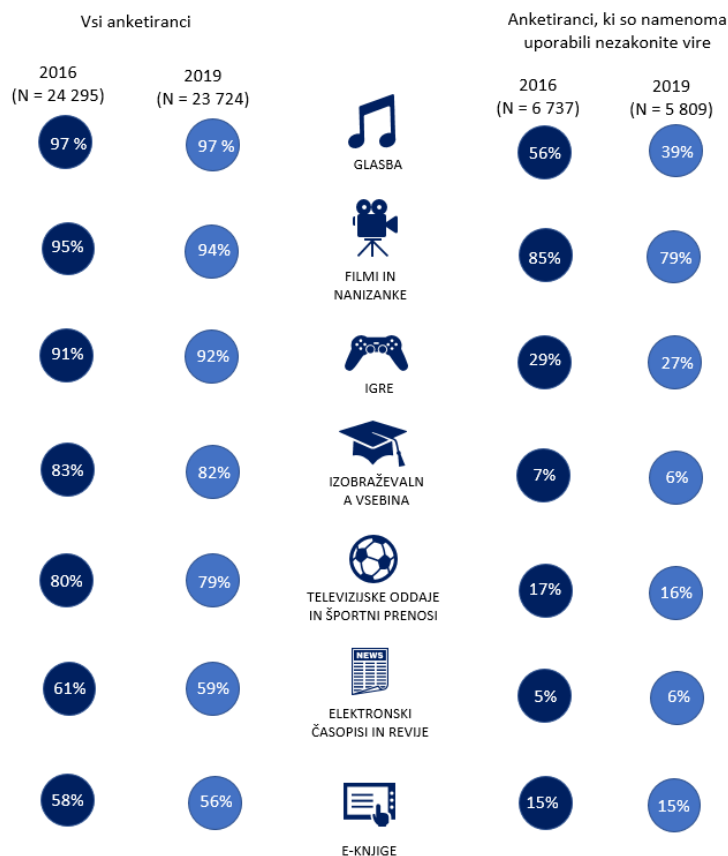 Vsi anketiranci
Anketiranci, ki so namenoma
uporabili nezakonite vire
2016
(N = 24 295)
2019
(N = 23 724)
2016
(N = 6 737)
2019
(N = 5 809)
97 %
97 %
GLASBA
56%
39%
95%
94%
FILMI IN
NANIZANKE
85%
79%
91%
92%
IGRE
29%
27%
83%
82%
IZOBRAŽEVALN
A VSEBINA
7%
6%
80%
79%
TELEVIZIJSKE ODDAJE
IN ŠPORTNI PRENOSI
17%
16%
NEWS
61%
59%
ELEKTRONSKI
ČASOPISI IN REVIJE
5%
6%
58%
56%
E-KNJIGE
15%
15%